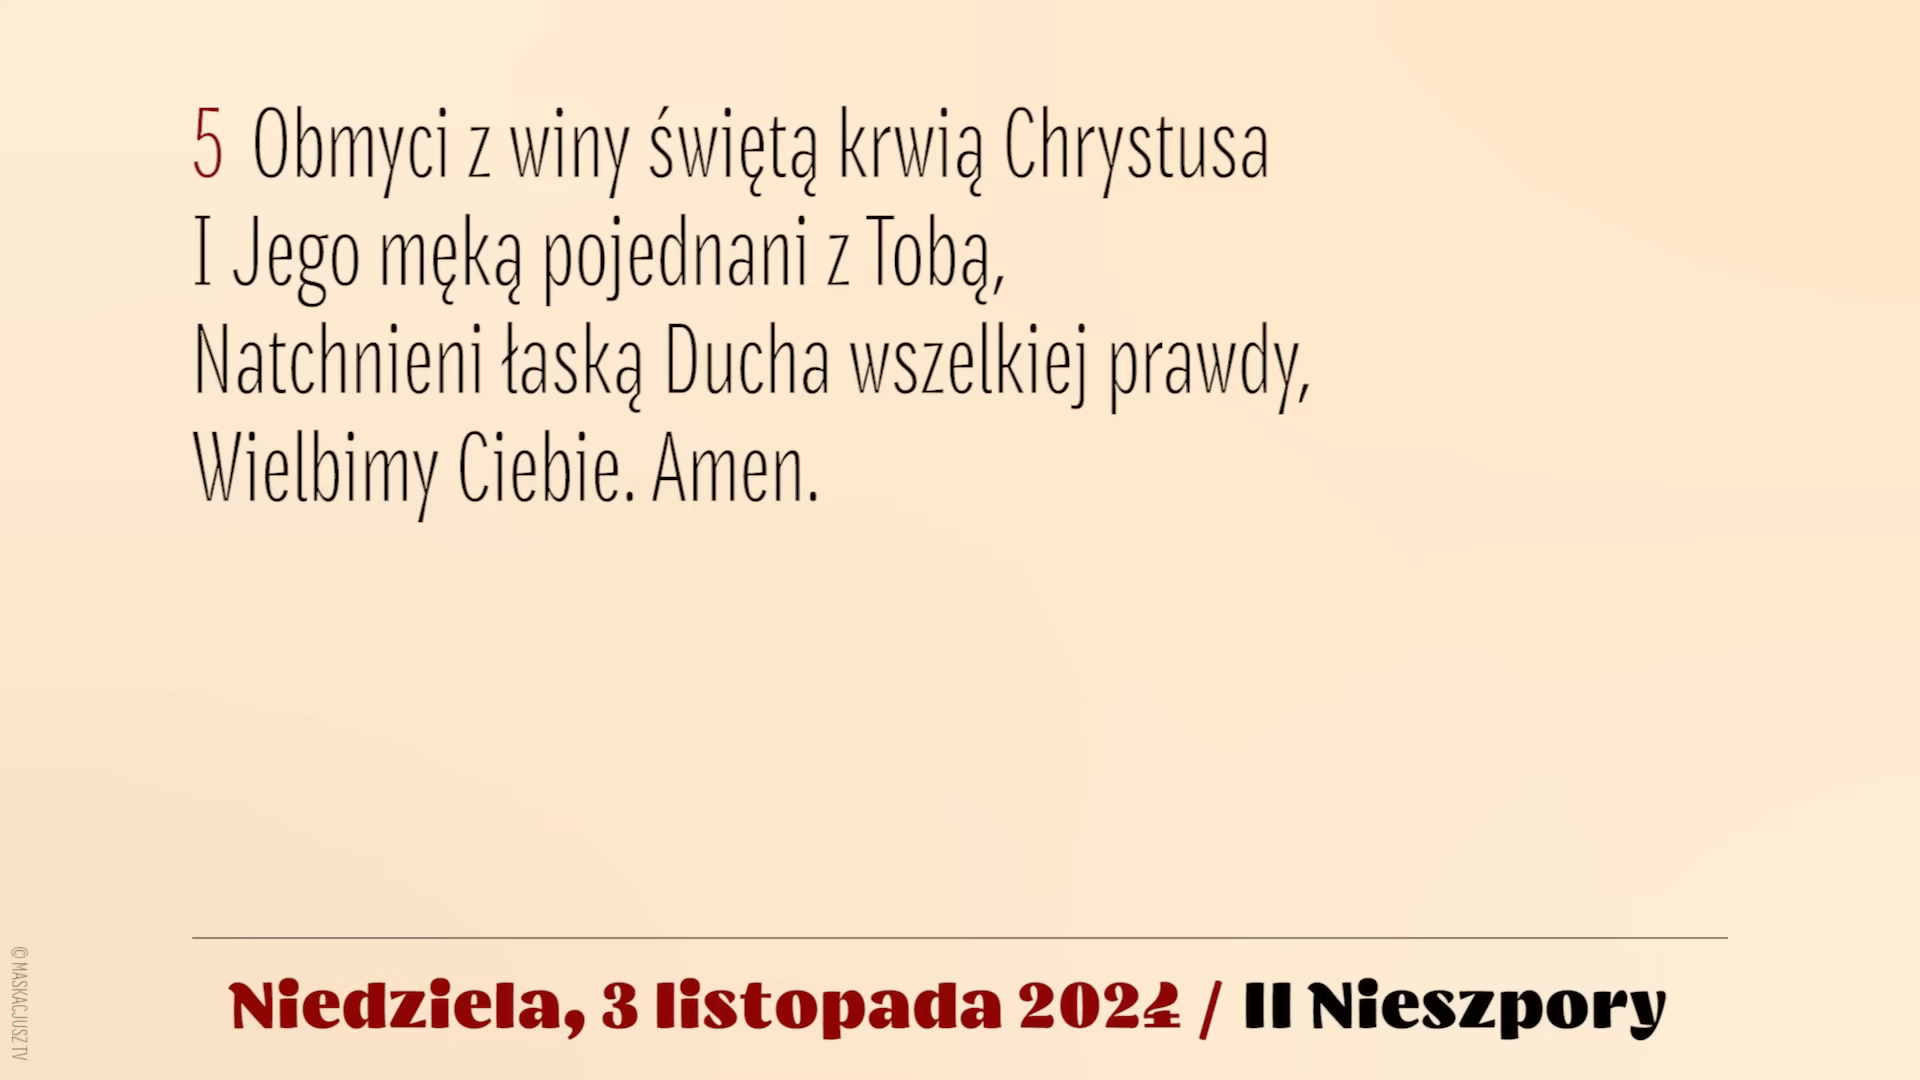 5 Obmyci z winy świętą krwią Chrystusa
I Jego męką pojednani z Tobą,
Natchnieni łaską Ducha wszelkiej prawdy,
Wielbimy Ciebie. Amen.
Niedziela, 3 listopada 2024 / II Nieszpory
© MASKACJUSZ TV